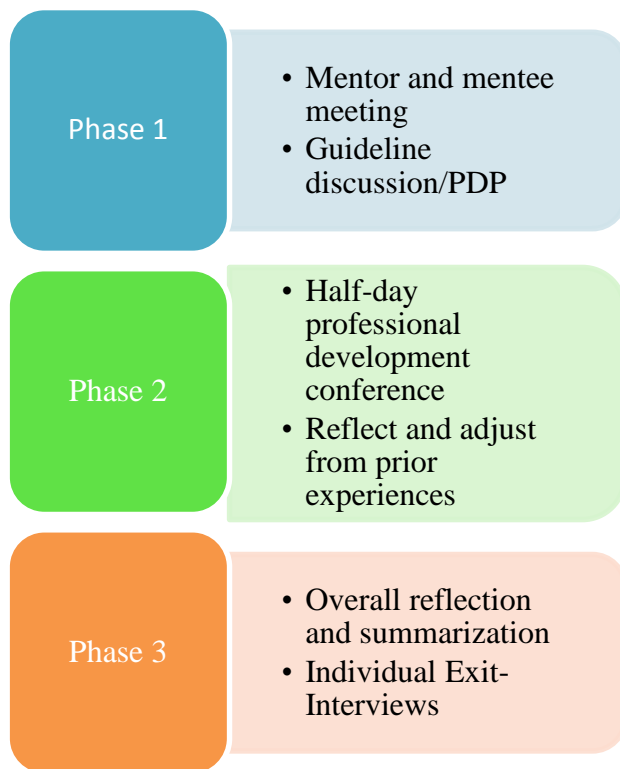 Phase 1
• Mentor and mentee
meeting
• Guideline
discussion/PDP
Phase 2
• Half-day
professional
development
conference
• Reflect and adjust
from prior
experiences
Phase 3
• Overall reflection
and summarization
• Individual Exit-
Interviews